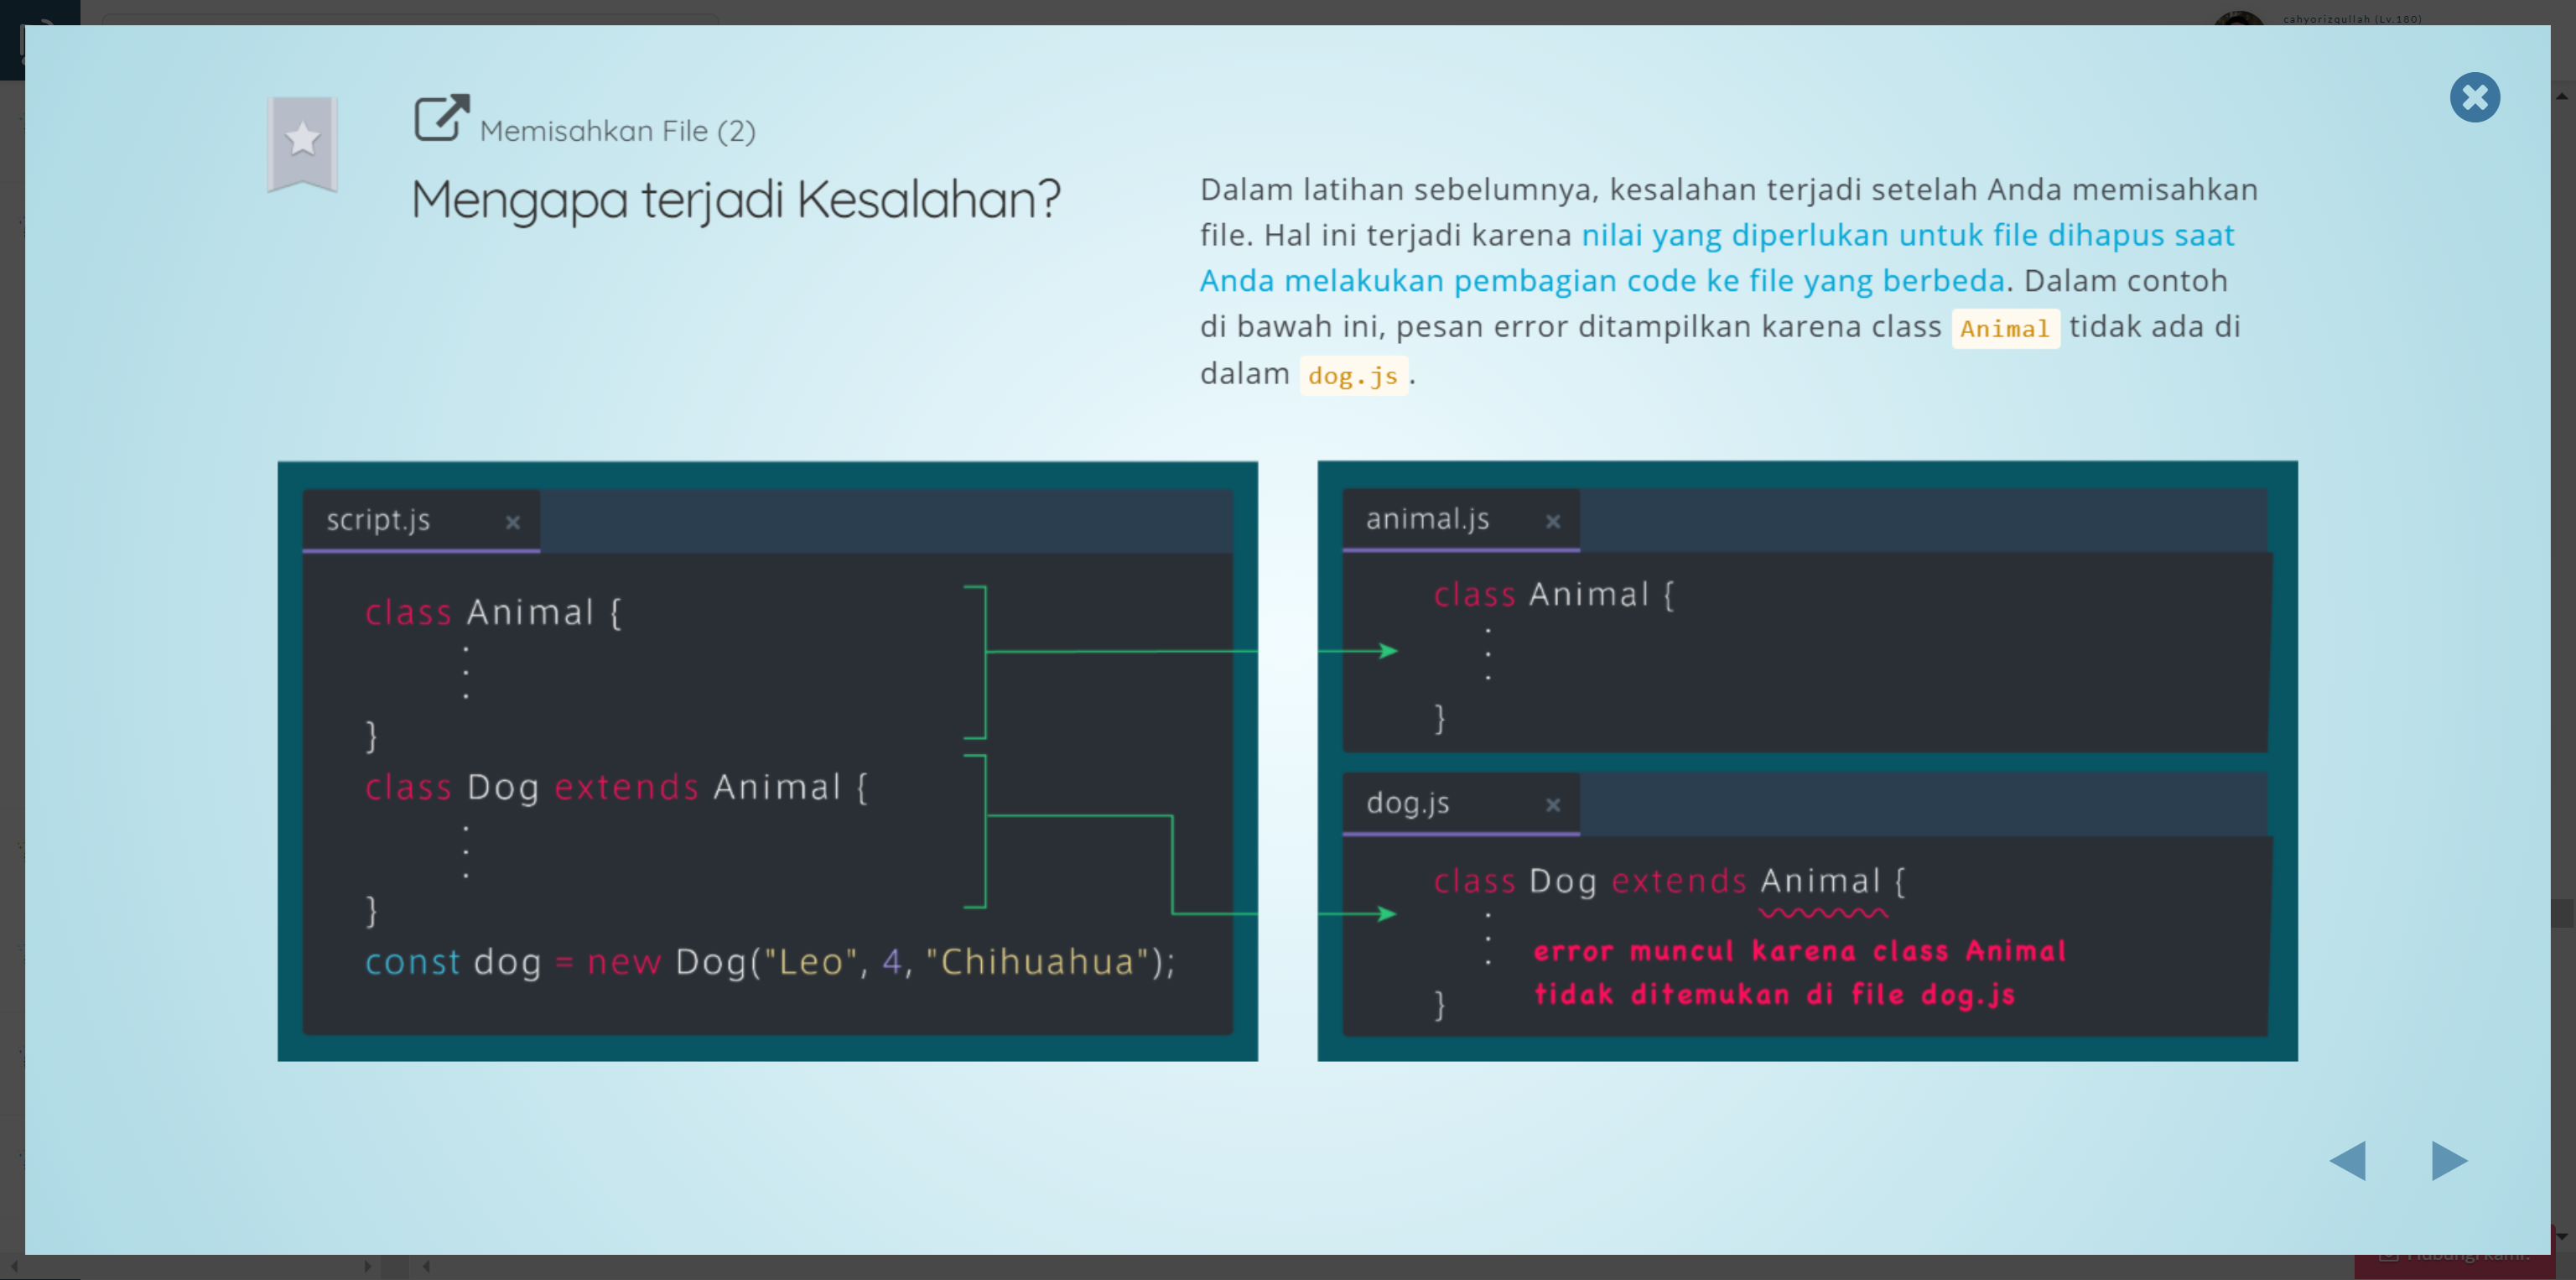 cahyorizqullah (Lv.180)
Memisahkan File (2)
Mengapa terjadi Kesalahan?
Dalam latihan sebelumnya, kesalahan terjadi setelah Anda memisahkan
file. Hal ini terjadi karena nilai yang diperlukan untuk file dihapus saat
Anda melakukan pembagian code ke file yang berbeda. Dalam contoh
di bawah ini, pesan error ditampilkan karena class Animal tidak ada di
dalam dog.js.
script.js
class Animal {
.
.
.
}
class Dog extends Animal {
.
.
.
}
const dog = new Dog("Leo", 4, "Chihuahua");
animal.js
class Animal {
.
.
.
}
dog.js
class Dog extends Animal {
.
.
.
error muncul karena class Animal
tidak ditemukan di file dog.js
}